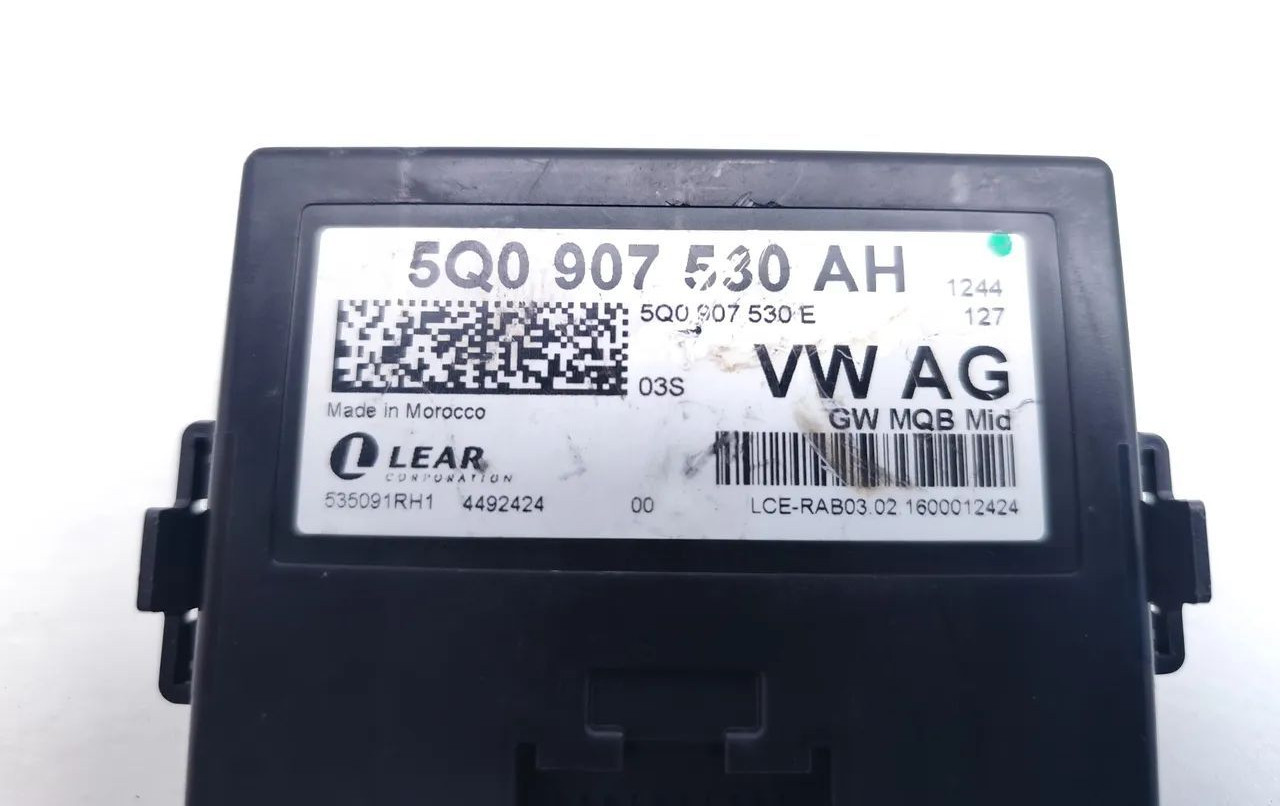 5Q0 907 530 AH
1244
5Q0 907 530 E
127
03S
VW AG
Made in Morocco
GW MQB Mid
LEAR
CORPORATION
535091RH1 4492424 00 LCE-RAB03.02.1600012424